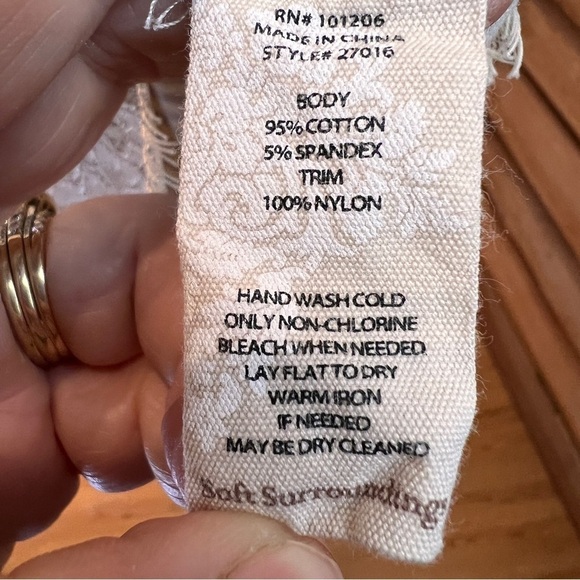 RN# 101206
MADE IN CHINA
STYLE# 27016
BODY
95% COTTON
5% SPANDEX
TRIM
100% NYLON
HAND WASH COLD
ONLY NON-CHLORINE
BLEACH WHEN NEEDED
LAY FLAT TO DRY
WARM IRON
IF NEEDED
MAY BE DRY CLEANED
Soft Surroundings